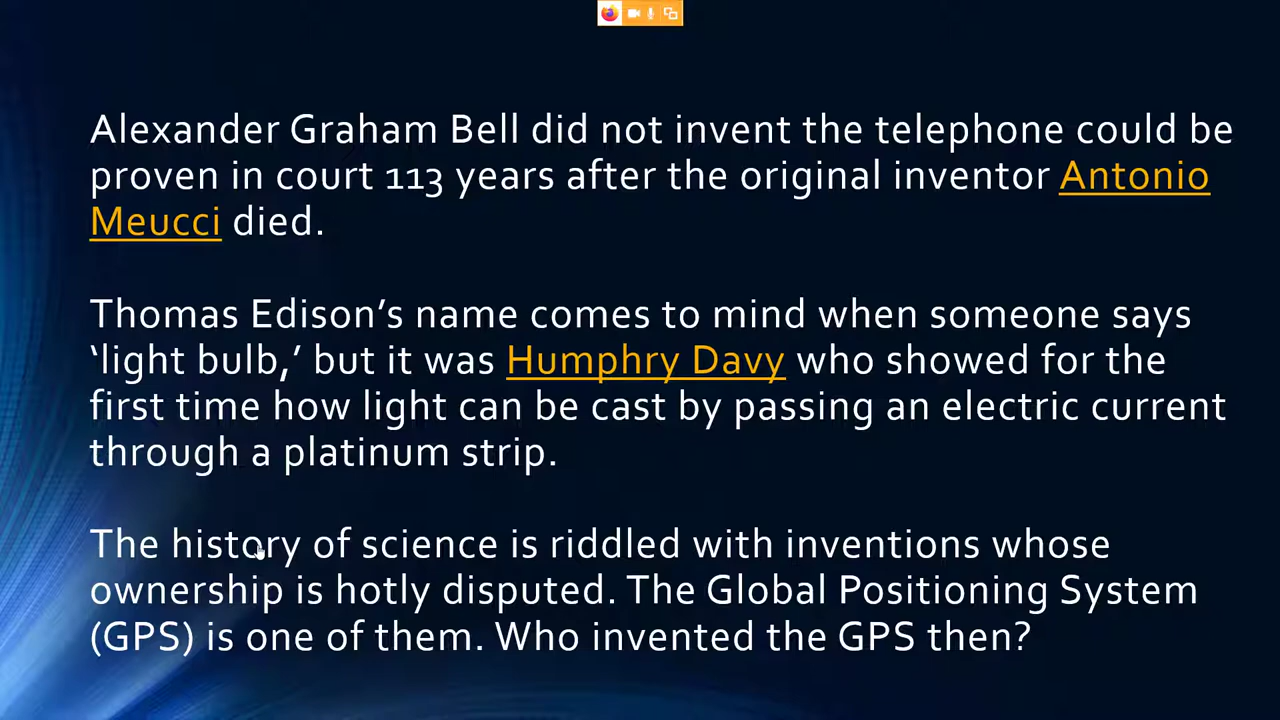 Alexander Graham Bell did not invent the telephone could be
proven in court 113 years after the original inventor Antonio
Meucci died.
Thomas Edison’s name comes to mind when someone says
‘light bulb,’ but it was Humphry Davy who showed for the
first time how light can be cast by passing an electric current
through a platinum strip.
The history of science is riddled with inventions whose
ownership is hotly disputed. The Global Positioning System
(GPS) is one of them. Who invented the GPS then?